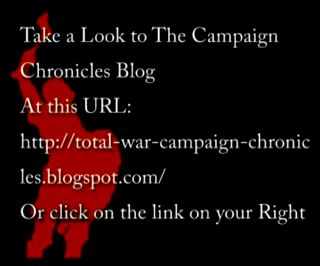 Take a Look to The Campaign
Chronicles Blog
At this URL:
http://total-war-campaign-chronic
les.blogspot.com/
Or click on the link on your Right